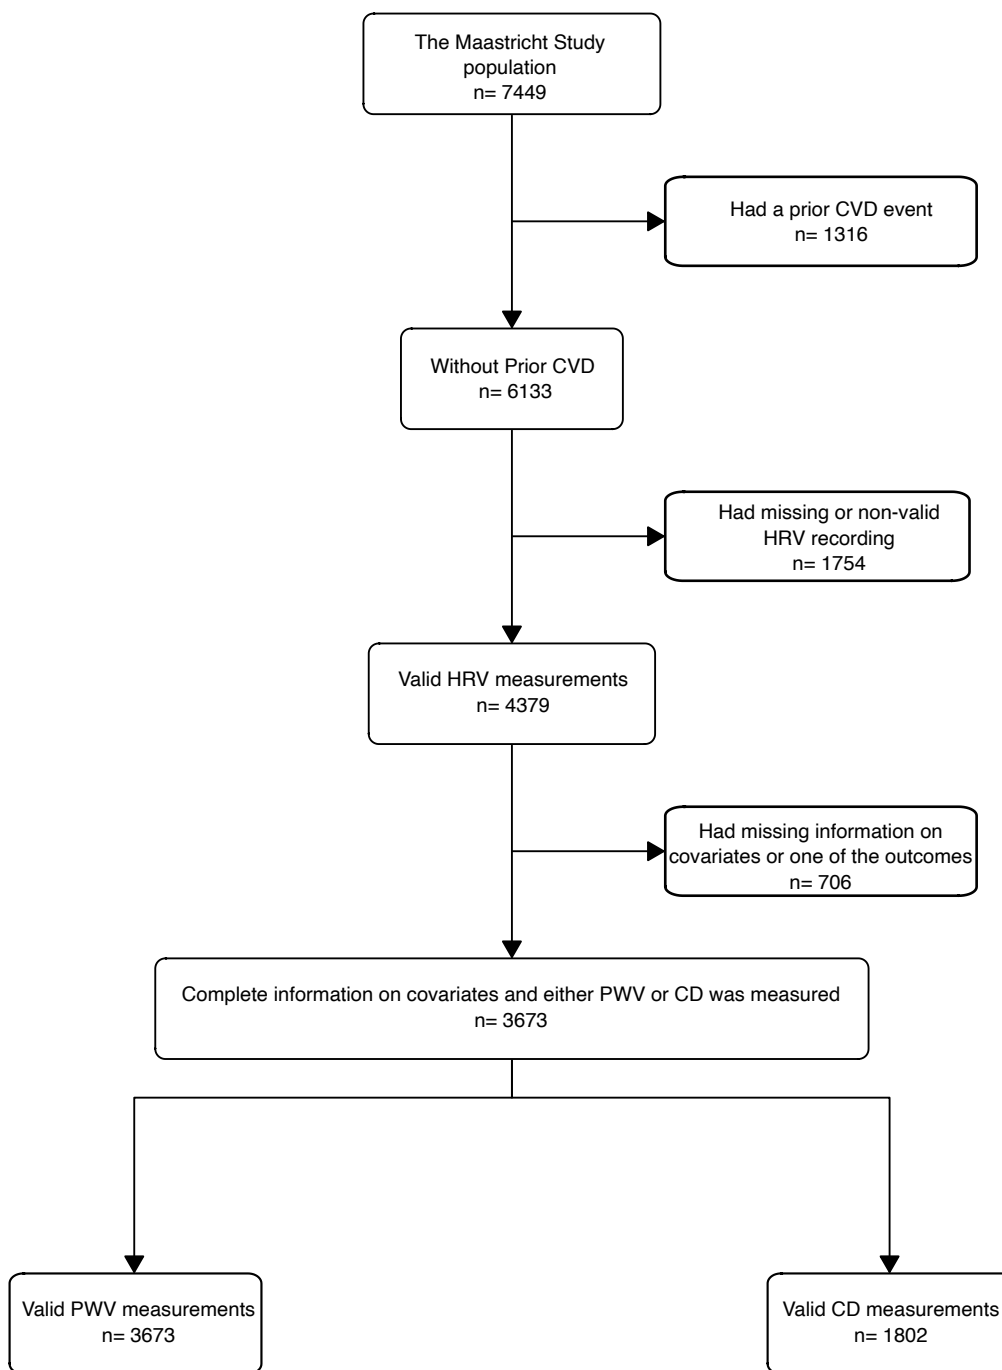 The Maastricht Study
population
n= 7449
Had a prior CVD event
n= 1316
Without Prior CVD
n= 6133
Had missing or non-valid
HRV recording
n= 1754
Valid HRV measurements
n= 4379
Had missing information on
covariates or one of the outcomes
n= 706
Complete information on covariates and either PWV or CD was measured
n= 3673
Valid PWV measurements
n= 3673
Valid CD measurements
n= 1802